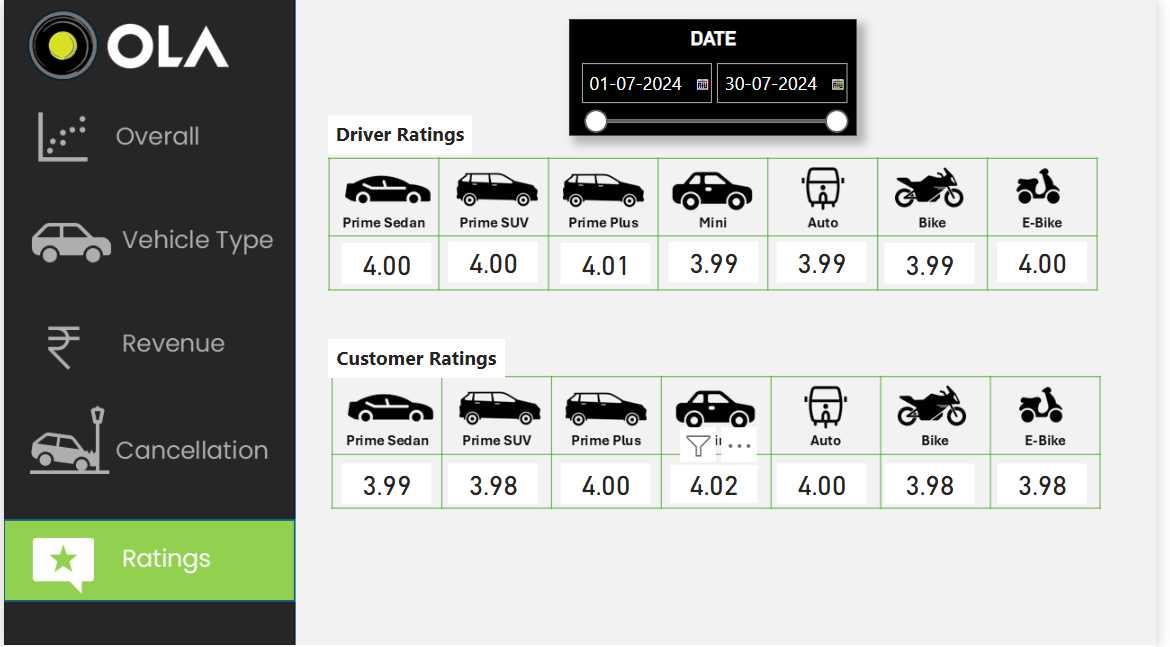 OLA
Overall
Vehicle Type
Revenue
Cancellation
Ratings
DATE
01-07-2024 30-07-2024
Driver Ratings
Prime Sedan Prime SUV Prime Plus Mini Auto Bike E-Bike
4.00 4.00 4.01 3.99 3.99 3.99 4.00
Customer Ratings
Prime Sedan Prime SUV Prime Plus Auto Bike E-Bike
3.99 3.98 4.00 4.02 4.00 3.98 3.98